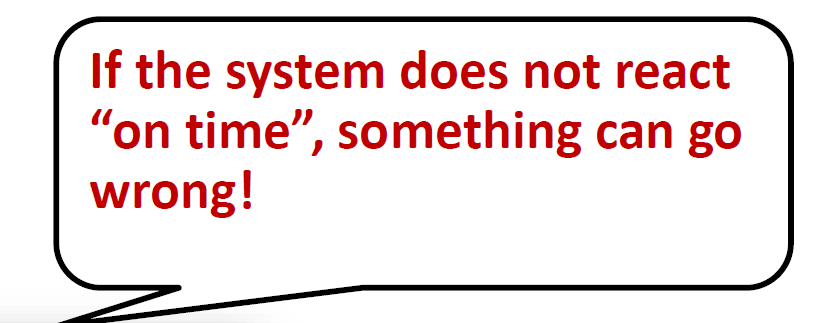 If the system does not react
“on time”, something can go
wrong!